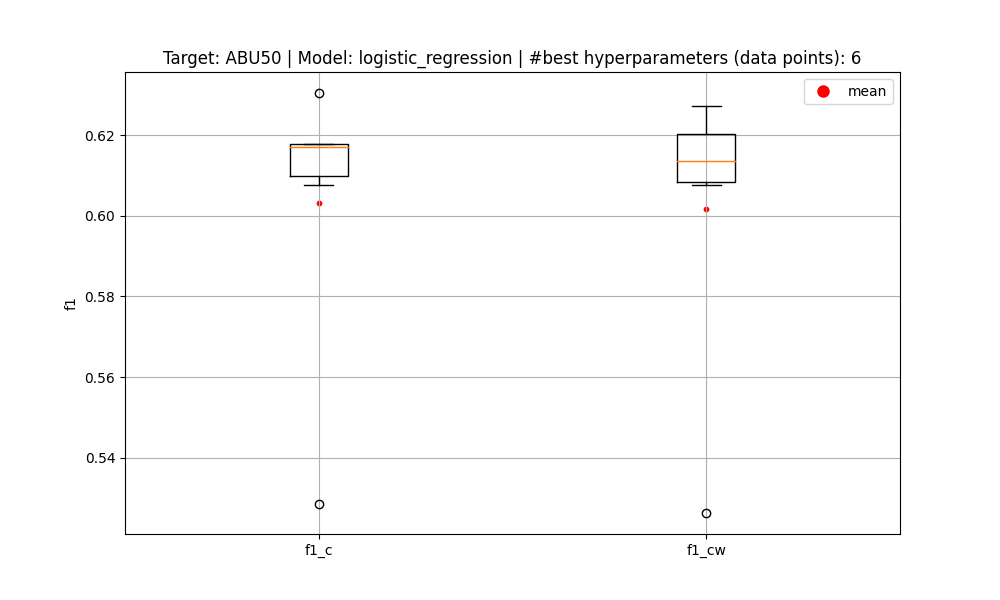 Target: ABU50 | Model: logistic_regression | #best hyperparameters (data points): 6
mean
0.62
0.60
0.58
0.56
0.54
f1
f1_c
f1_cw